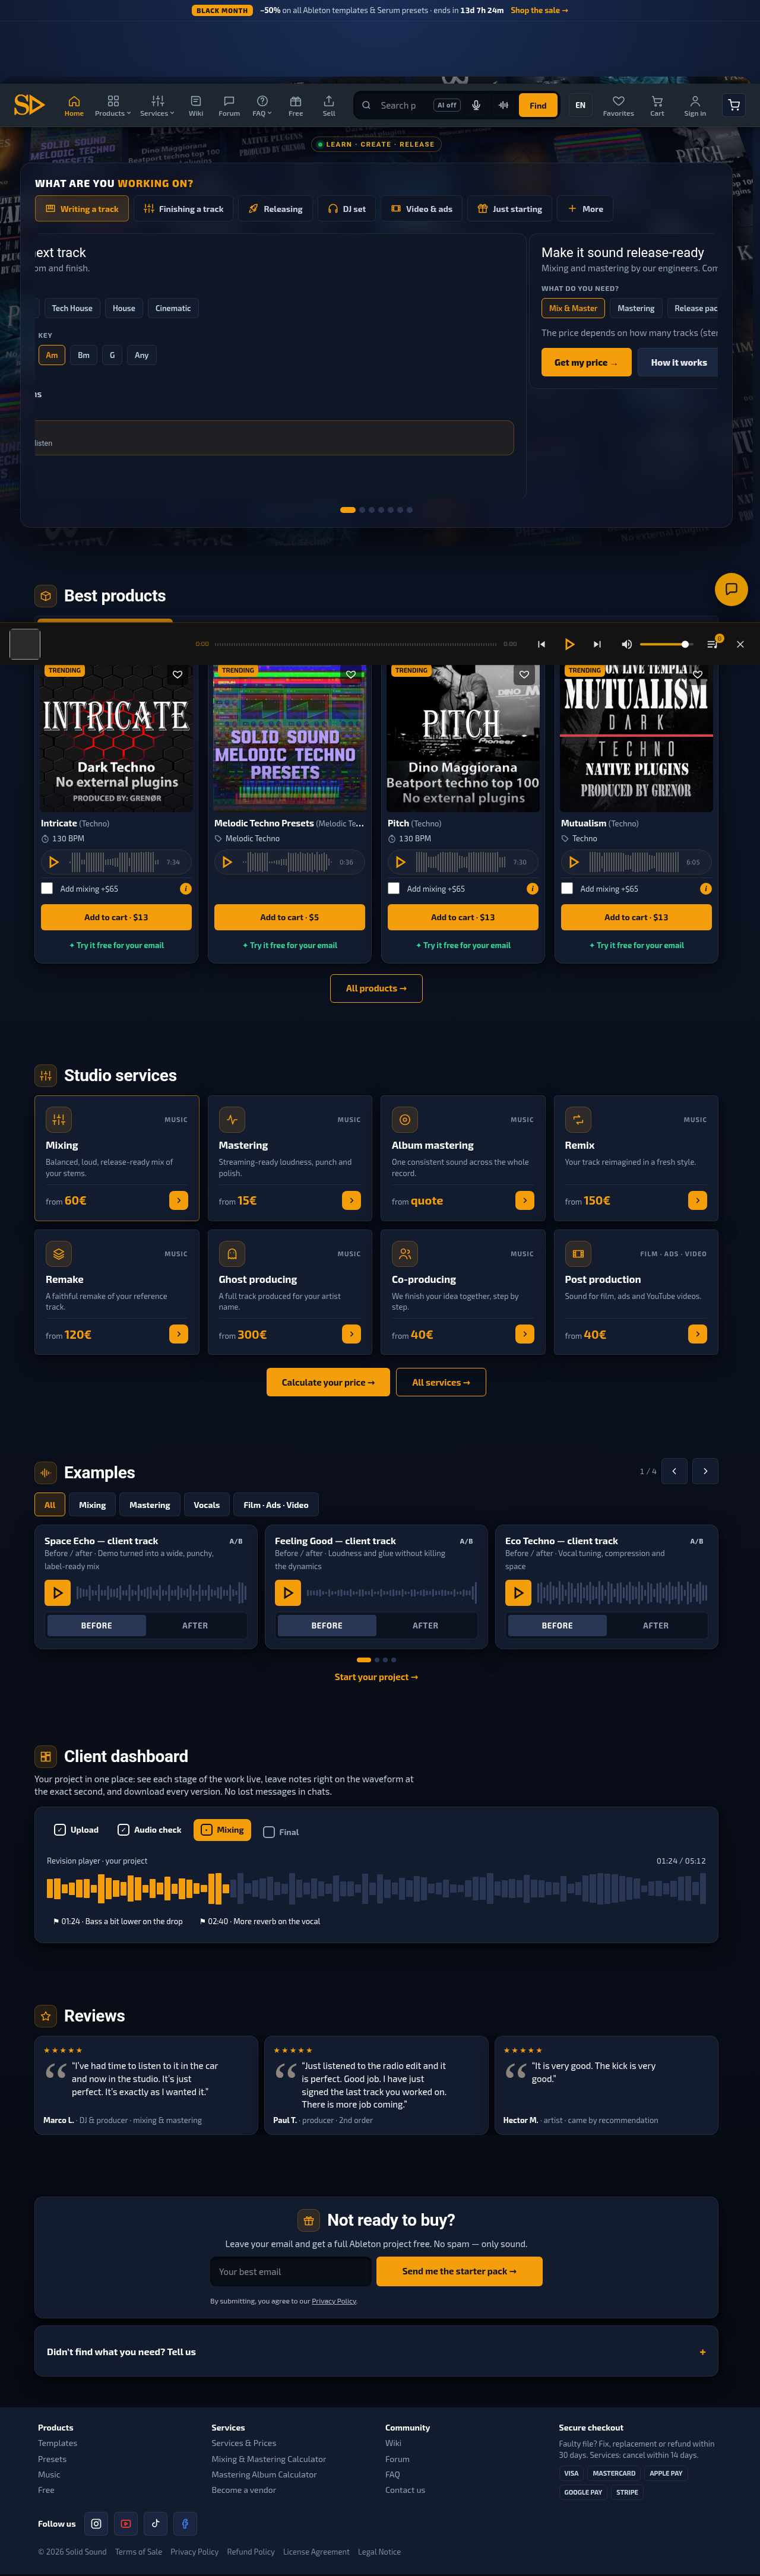 BLACK MONTH −50% on all Ableton templates & Serum presets · ends in 13d 7h 24m Shop the sale →
Home Products Services Wiki Forum FAQ Free Sell Search p AI off Find EN Favorites Cart Sign in
LEARN · CREATE · RELEASE
WHAT ARE YOU WORKING ON?
Writing a track Finishing a track Releasing DJ set Video & ads Just starting More
next track
om and finish.
Tech House House Cinematic
KEY
Am Bm G Any
listen
Make it sound release-ready
Mixing and mastering by our engineers. Com
WHAT DO YOU NEED?
Mix & Master Mastering Release pac
The price depends on how many tracks (ster
Get my price → How it works
Best products
0:00 0:00 0
TRENDING TRENDING TRENDING TRENDING
INTRICATE
Dark Techno
No external plugins
PRODUCED BY: GRENØR
SOLID SOUND
MELODIC TECHNO
PRESETS
PITCH
Dino Maggiorana
Beatport techno top 100
No external plugins
MUTUALISM
DARK
TECHNO
NATIVE PLUGINS
PRODUCED BY GRENOR
Intricate (Techno) Melodic Techno Presets (Melodic Te... Pitch (Techno) Mutualism (Techno)
130 BPM Melodic Techno 130 BPM Techno
7:34 0:36 7:30 6:05
Add mixing +$65 i Add mixing +$65 i Add mixing +$65 i
Add to cart · $13 Add to cart · $5 Add to cart · $13 Add to cart · $13
+ Try it free for your email + Try it free for your email + Try it free for your email + Try it free for your email
All products →
Studio services
MUSIC MUSIC MUSIC MUSIC
Mixing
Balanced, loud, release-ready mix of
your stems.
from 60€
Mastering
Streaming-ready loudness, punch and
polish.
from 15€
Album mastering
One consistent sound across the whole
record.
from quote
Remix
Your track reimagined in a fresh style.
from 150€
MUSIC MUSIC MUSIC FILM · ADS · VIDEO
Remake
A faithful remake of your reference
track.
from 120€
Ghost producing
A full track produced for your artist
name.
from 300€
Co-producing
We finish your idea together, step by
step.
from 40€
Post production
Sound for film, ads and YouTube videos.
from 40€
Calculate your price → All services →
Examples
1 / 4
All Mixing Mastering Vocals Film · Ads · Video
Space Echo — client track A/B
Before / after · Demo turned into a wide, punchy,
label-ready mix
BEFORE AFTER
Feeling Good — client track A/B
Before / after · Loudness and glue without killing
the dynamics
BEFORE AFTER
Eco Techno — client track A/B
Before / after · Vocal tuning, compression and
space
BEFORE AFTER
Start your project →
Client dashboard
Your project in one place: see each stage of the work live, leave notes right on the waveform at
the exact second, and download every version. No lost messages in chats.
Upload Audio check Mixing Final
Revision player · your project 01:24 / 05:12
01:24 · Bass a bit lower on the drop 02:40 · More reverb on the vocal
Reviews
★★★★★
“I’ve had time to listen to it in the car
and now in the studio. It’s just
perfect. It’s exactly as I wanted it.”
Marco L. · DJ & producer · mixing & mastering
★★★★★
“Just listened to the radio edit and it
is perfect. Good job. I have just
signed the last track you worked on.
There is more job coming.”
Paul T. · producer · 2nd order
★★★★★
“It is very good. The kick is very
good.”
Hector M. · artist · came by recommendation
Not ready to buy?
Leave your email and get a full Ableton project free. No spam — only sound.
Your best email Send me the starter pack →
By submitting, you agree to our Privacy Policy.
Didn’t find what you need? Tell us +
Products
Templates
Presets
Music
Free
Services
Services & Prices
Mixing & Mastering Calculator
Mastering Album Calculator
Become a vendor
Community
Wiki
Forum
FAQ
Contact us
Secure checkout
Faulty file? Fix, replacement or refund within
30 days. Services: cancel within 14 days.
VISA MASTERCARD APPLE PAY
GOOGLE PAY STRIPE
Follow us
© 2026 Solid Sound Terms of Sale Privacy Policy Refund Policy License Agreement Legal Notice